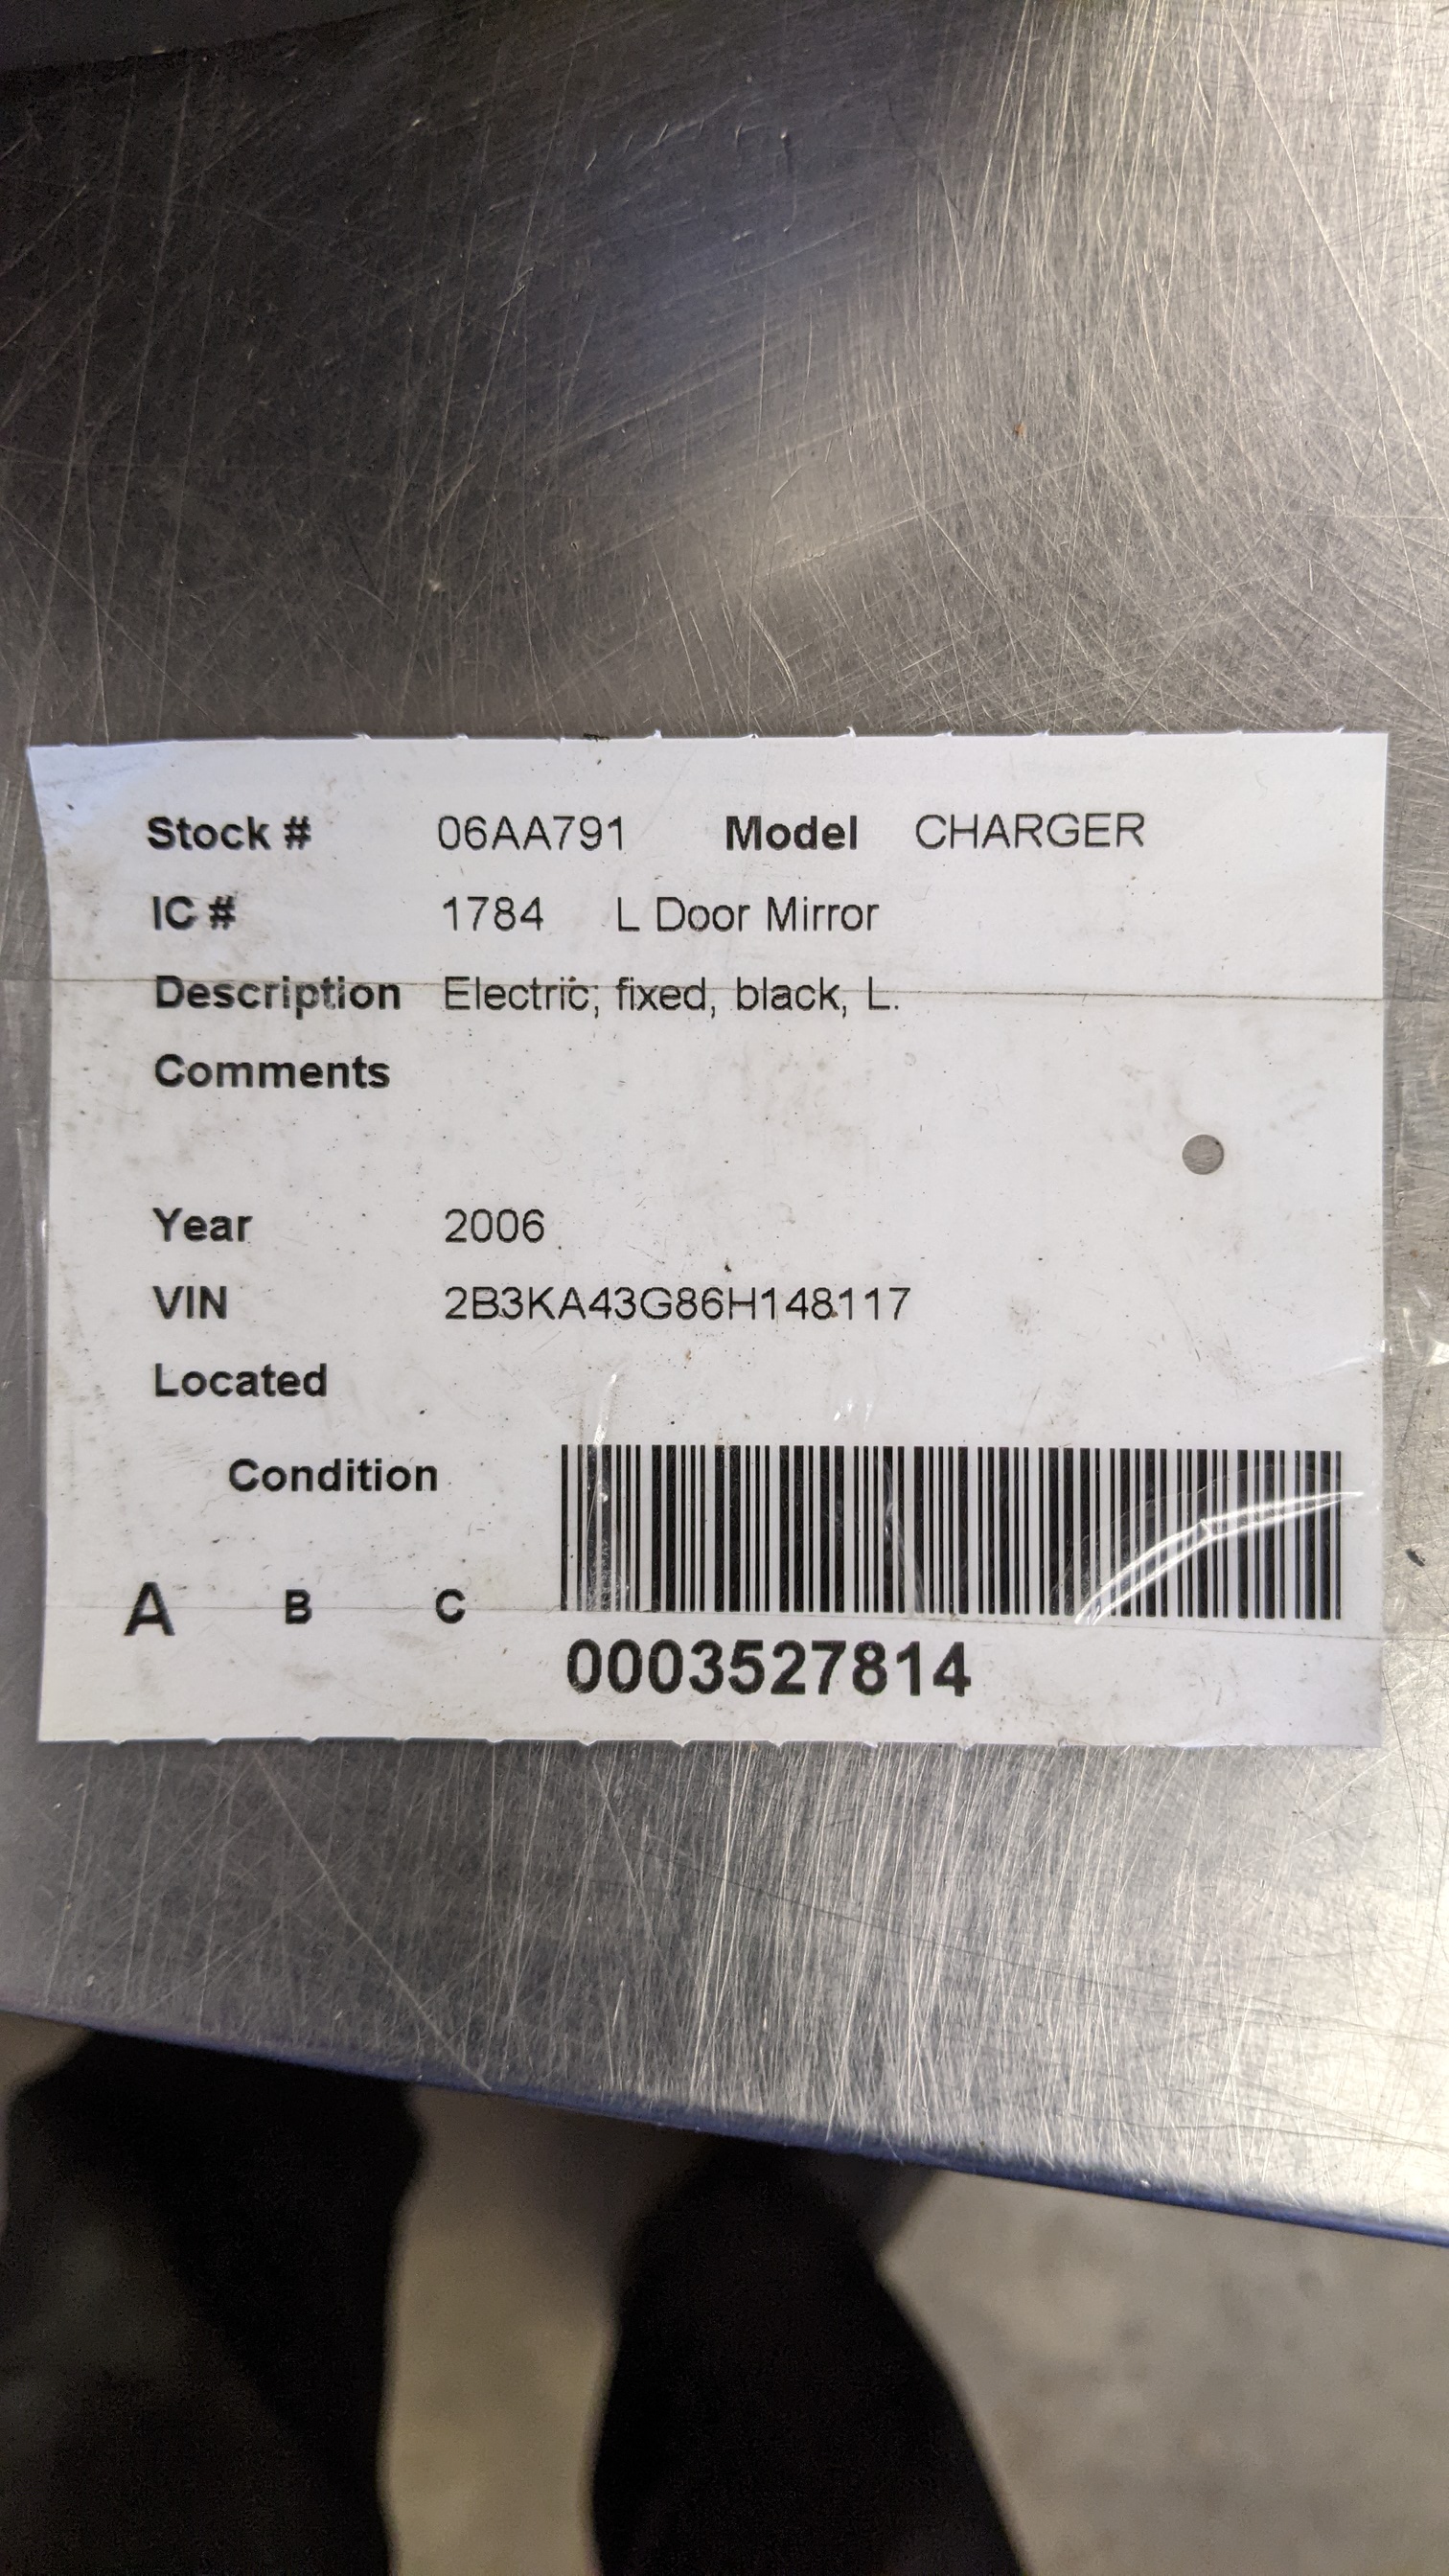 Stock # 06AA791 Model CHARGER
IC # 1784 L Door Mirror
Description Electric; fixed, black, L.
Comments
Year 2006
VIN 2B3KA43G86H148117
Located
Condition
A B C
0003527814